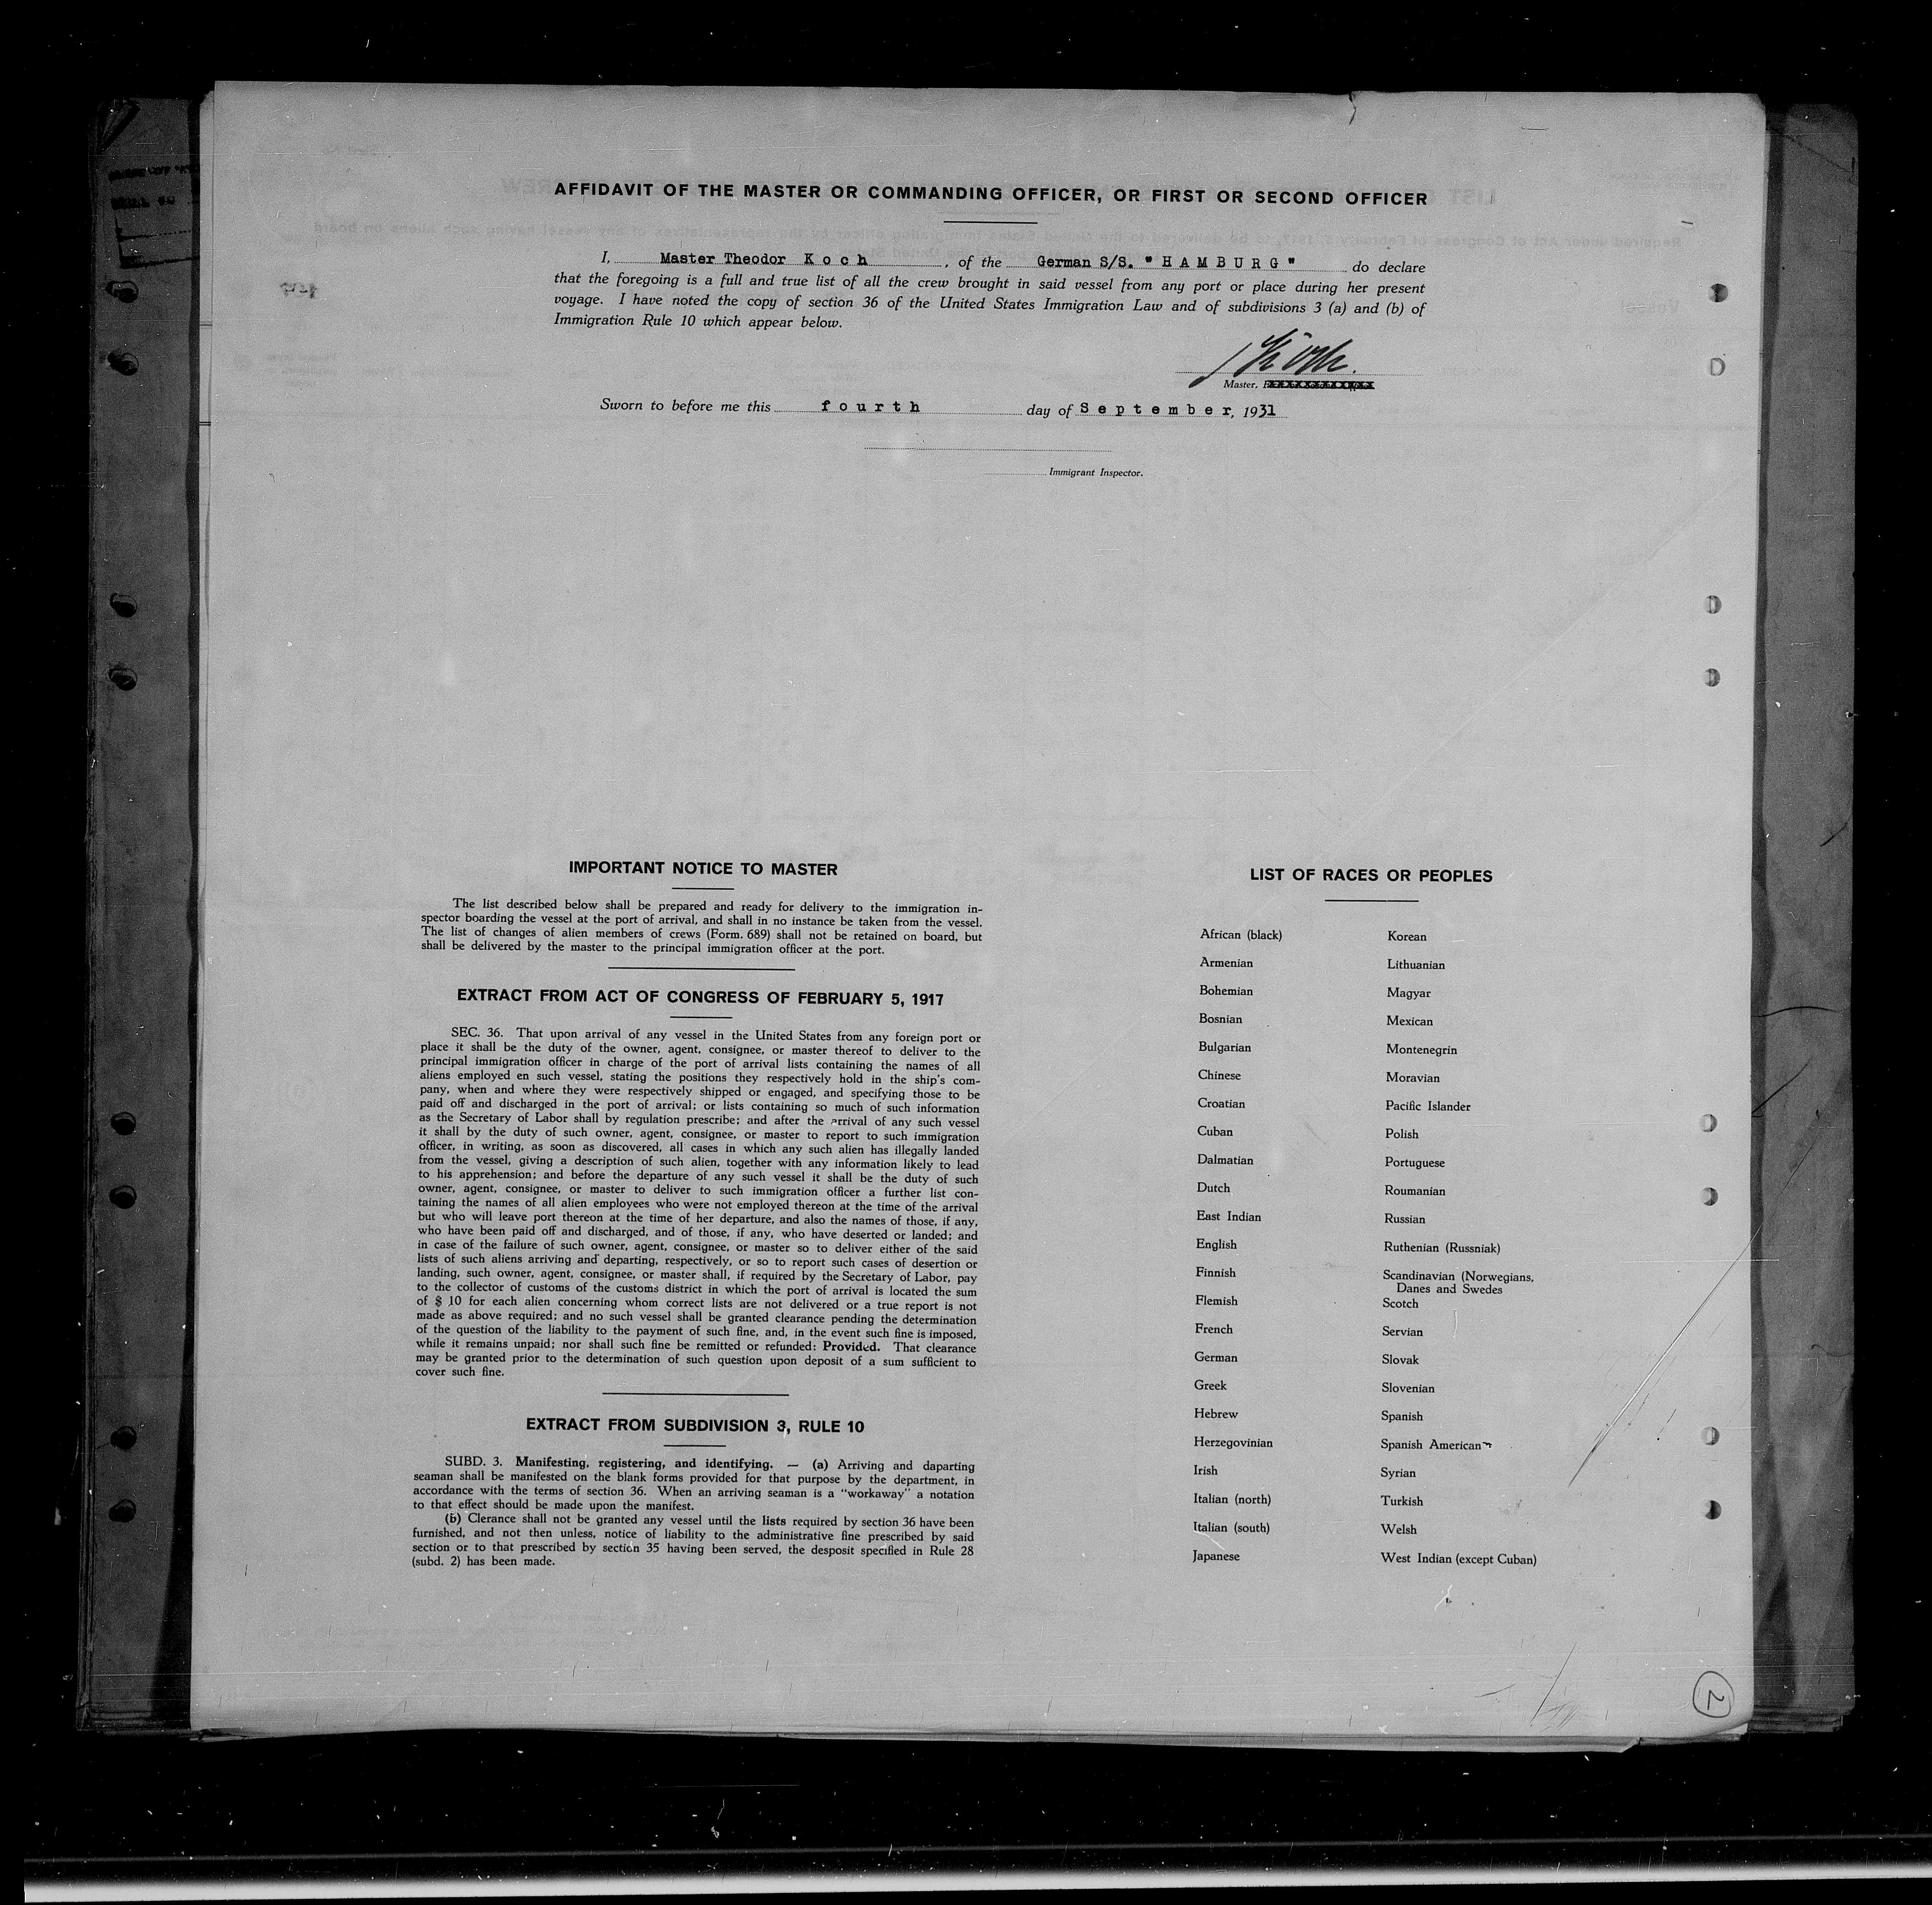 AFFIDAVIT OF THE MASTER OR COMMANDING OFFICER, OR FIRST OR SECOND OFFICER
I, Master Theodor K o c h , of the German S/S. " H A M B U R G " do declare
that the foregoing is a full and true list of all the crew brought in said vessel from any port or place during her present
voyage. I have noted the copy of section 36 of the United States Immigration Law and of subdivisions 3 (a) and (b) of
Immigration Rule 10 which appear below.
Koch.
Master,
Sworn to before me this f o u r t h day of S e p t e m b e r, 1931
Immigrant Inspector.
IMPORTANT NOTICE TO MASTER
The list described below shall be prepared and ready for delivery to the immigration in-
spector boarding the vessel at the port of arrival, and shall in no instance be taken from the vessel.
The list of changes of alien members of crews (Form. 689) shall not be retained on board, but
shall be delivered by the master to the principal immigration officer at the port.
EXTRACT FROM ACT OF CONGRESS OF FEBRUARY 5, 1917
SEC. 36. That upon arrival of any vessel in the United States from any foreign port or
place it shall be the duty of the owner, agent, consignee, or master thereof to deliver to the
principal immigration officer in charge of the port of arrival lists containing the names of all
aliens employed en such vessel, stating the positions they respectively hold in the ship's com-
pany, when and where they were respectively shipped or engaged, and specifying those to be
paid off and discharged in the port of arrival; or lists containing so much of such information
as the Secretary of Labor shall by regulation prescribe; and after the arrival of any such vessel
it shall by the duty of such owner, agent, consignee, or master to report to such immigration
officer, in writing, as soon as discovered, all cases in which any such alien has illegally landed
from the vessel, giving a description of such alien, together with any information likely to lead
to his apprehension; and before the departure of any such vessel it shall be the duty of such
owner, agent, consignee, or master to deliver to such immigration officer a further list con-
taining the names of all alien employees who were not employed thereon at the time of the arrival
but who will leave port thereon at the time of her departure, and also the names of those, if any,
who have been paid off and discharged, and of those, if any, who have deserted or landed; and
in case of the failure of such owner, agent, consignee, or master so to deliver either of the said
lists of such aliens arriving and departing, respectively, or so to report such cases of desertion or
landing, such owner, agent, consignee, or master shall, if required by the Secretary of Labor, pay
to the collector of customs of the customs district in which the port of arrival is located the sum
of $ 10 for each alien concerning whom correct lists are not delivered or a true report is not
made as above required; and no such vessel shall be granted clearance pending the determination
of the question of the liability to the payment of such fine, and, in the event such fine is imposed,
while it remains unpaid; nor shall such fine be remitted or refunded: Provided. That clearance
may be granted prior to the determination of such question upon deposit of a sum sufficient to
cover such fine.
EXTRACT FROM SUBDIVISION 3, RULE 10
SUBD. 3. Manifesting, registering, and identifying. — (a) Arriving and daparting
seaman shall be manifested on the blank forms provided for that purpose by the department, in
accordance with the terms of section 36. When an arriving seaman is a "workaway" a notation
to that effect should be made upon the manifest.
(b) Clerance shall not be granted any vessel until the lists required by section 36 have been
furnished, and not then unless, notice of liability to the administrative fine prescribed by said
section or to that prescribed by section 35 having been served, the desposit specified in Rule 28
(subd. 2) has been made.
LIST OF RACES OR PEOPLES
African (black)
Armenian
Bohemian
Bosnian
Bulgarian
Chinese
Croatian
Cuban
Dalmatian
Dutch
East Indian
English
Finnish
Flemish
French
German
Greek
Hebrew
Herzegovinian
Irish
Italian (north)
Italian (south)
Japanese
Korean
Lithuanian
Magyar
Mexican
Montenegrin
Moravian
Pacific Islander
Polish
Portuguese
Roumanian
Russian
Ruthenian (Russniak)
Scandinavian (Norwegians,
Danes and Swedes
Scotch
Servian
Slovak
Slovenian
Spanish
Spanish American
Syrian
Turkish
Welsh
West Indian (except Cuban)
2